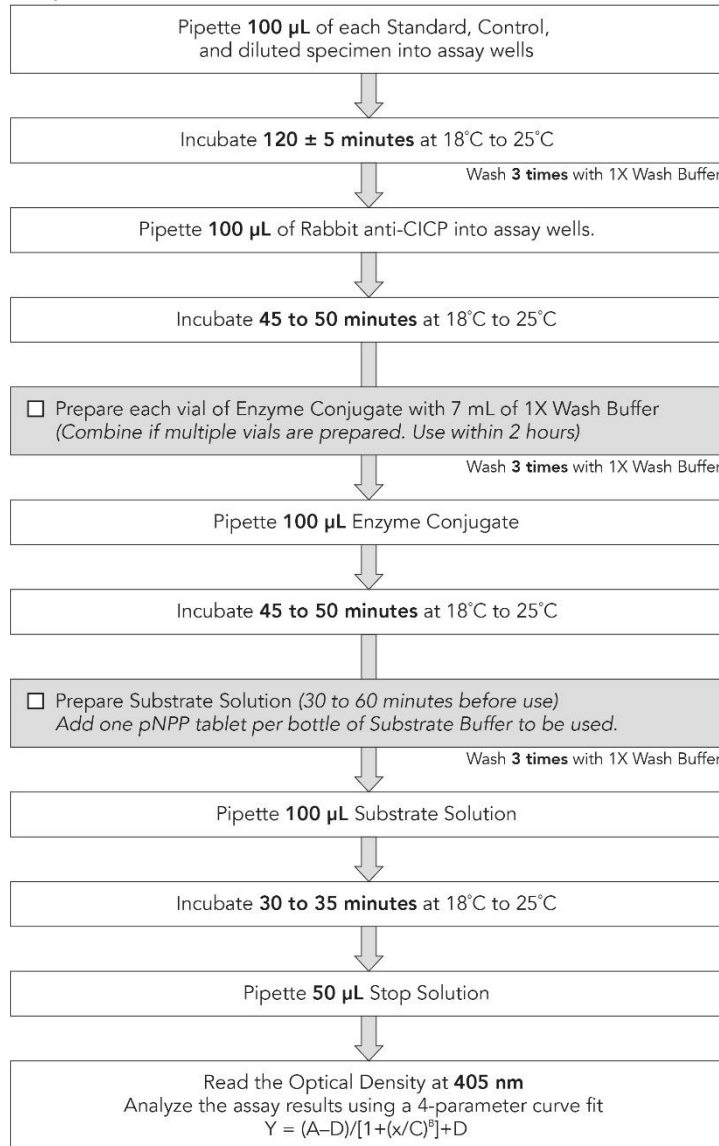 Pipette 100 µL of each Standard, Control,
and diluted specimen into assay wells
Incubate 120 ± 5 minutes at 18˚C to 25˚C
Wash 3 times with 1X Wash Buffer
Pipette 100 µL of Rabbit anti-CICP into assay wells.
Incubate 45 to 50 minutes at 18˚C to 25˚C
☐ Prepare each vial of Enzyme Conjugate with 7 mL of 1X Wash Buffer
(Combine if multiple vials are prepared. Use within 2 hours)
Wash 3 times with 1X Wash Buffer
Pipette 100 µL Enzyme Conjugate
Incubate 45 to 50 minutes at 18˚C to 25˚C
☐ Prepare Substrate Solution (30 to 60 minutes before use)
Add one pNPP tablet per bottle of Substrate Buffer to be used.
Wash 3 times with 1X Wash Buffer
Pipette 100 µL Substrate Solution
Incubate 30 to 35 minutes at 18˚C to 25˚C
Pipette 50 µL Stop Solution
Read the Optical Density at 405 nm
Analyze the assay results using a 4-parameter curve fit
Y = (A–D)/[1+(x/C)ᴮ]+D